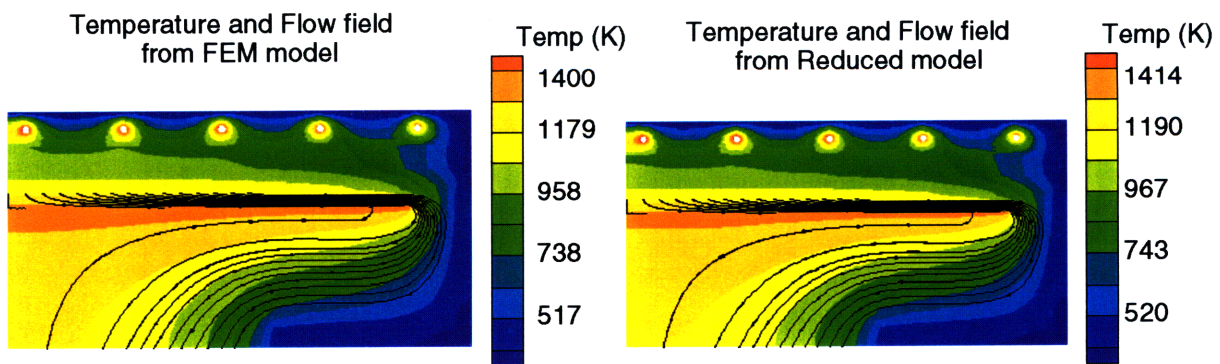 Temperature and Flow field
from FEM model
Temp (K)
1400
1179
958
738
517
Temperature and Flow field
from Reduced model
Temp (K)
1414
1190
967
743
520